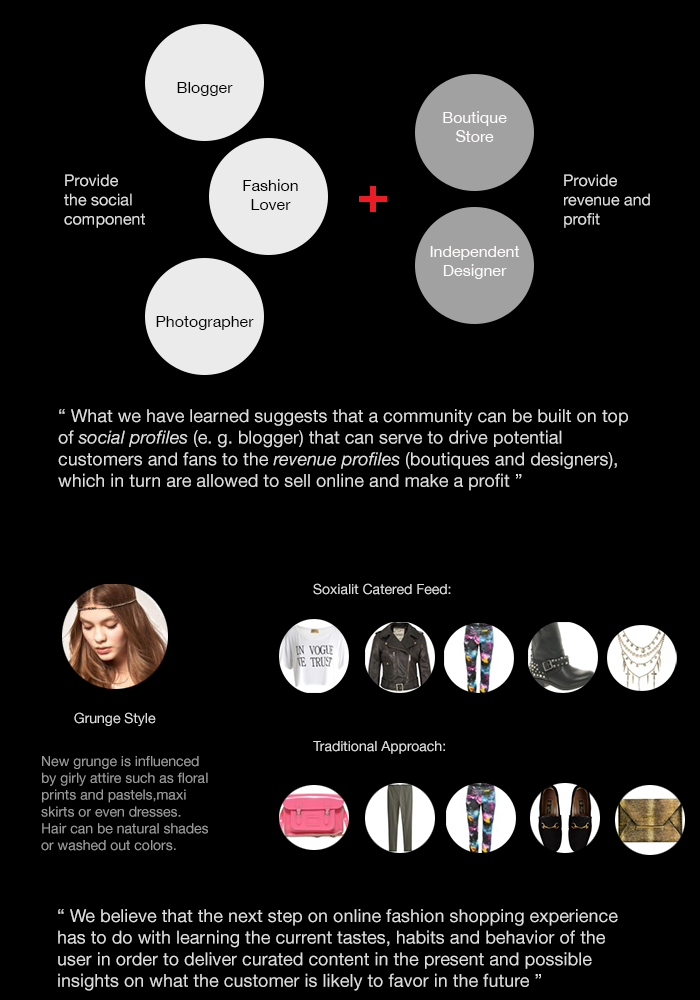 Blogger
Fashion
Lover
Photographer
Provide
the social
component
Boutique
Store
Independent
Designer
Provide
revenue and
profit
“ What we have learned suggests that a community can be built on top
of social profiles (e. g. blogger) that can serve to drive potential
customers and fans to the revenue profiles (boutiques and designers),
which in turn are allowed to sell online and make a profit ”
Grunge Style
New grunge is influenced
by girly attire such as floral
prints and pastels,maxi
skirts or even dresses.
Hair can be natural shades
or washed out colors.
Soxialit Catered Feed:
IN VOGUE
WE TRUST
Traditional Approach:
“ We believe that the next step on online fashion shopping experience
has to do with learning the current tastes, habits and behavior of the
user in order to deliver curated content in the present and possible
insights on what the customer is likely to favor in the future ”